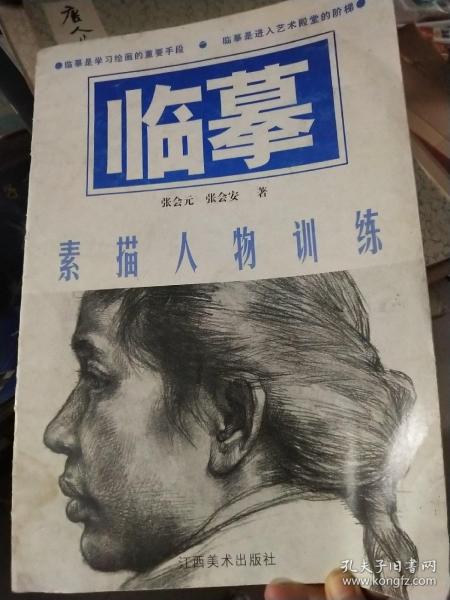 唐人
●临摹是学习绘画的重要手段 ● 临摹是进入艺术殿堂的阶梯●
临摹
张会元 张会安 著
素描人物训练
江西美术出版社
孔夫子旧书网
www.kongfz.com